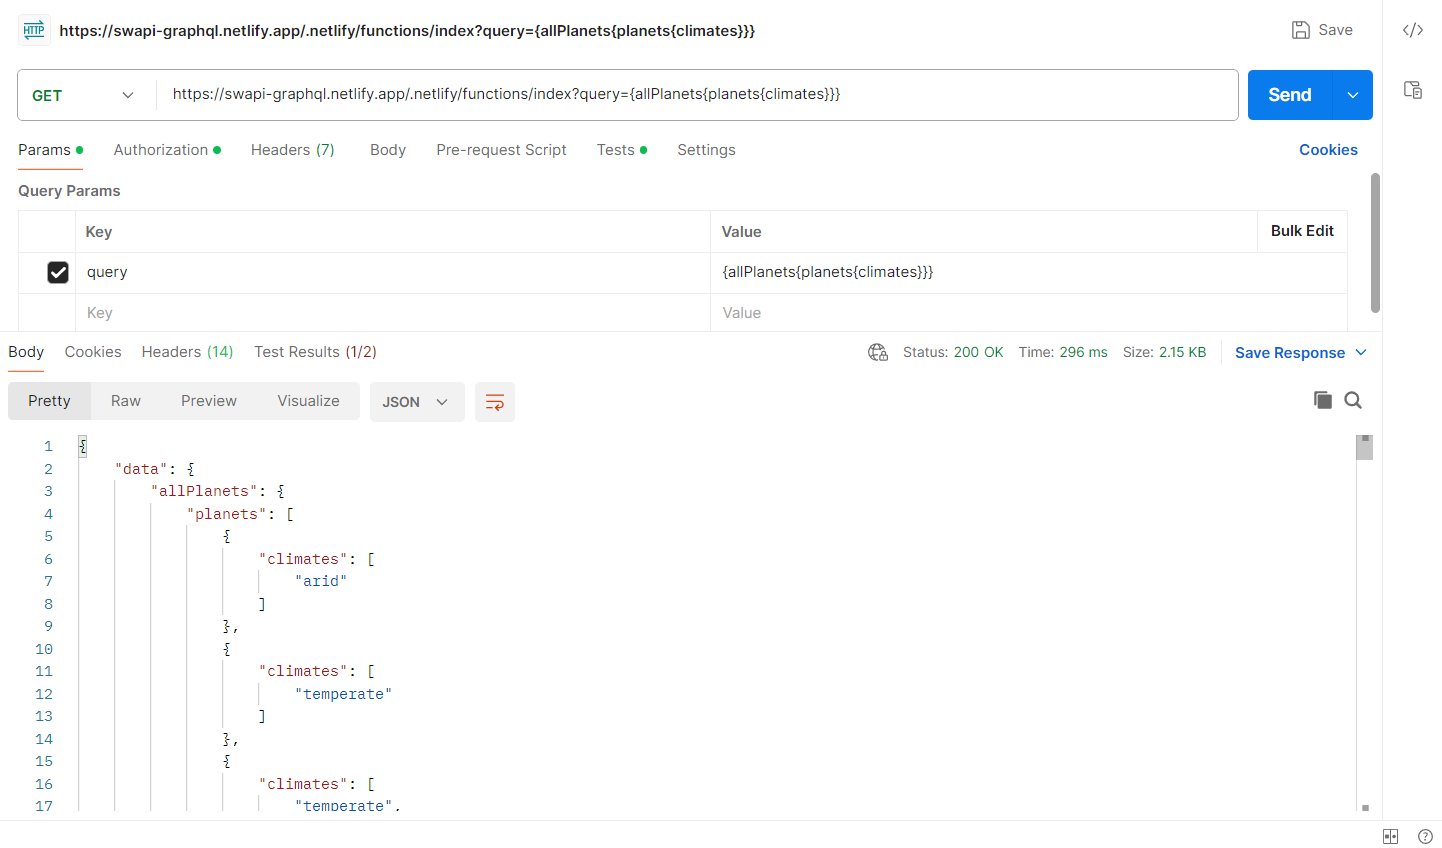 HTTP https://swapi-graphql.netlify.app/.netlify/functions/index?query={allPlanets{planets{climates}}} Save
GET https://swapi-graphql.netlify.app/.netlify/functions/index?query={allPlanets{planets{climates}}} Send
Params Authorization Headers (7) Body Pre-request Script Tests Settings Cookies
Query Params
Key Value Bulk Edit
query {allPlanets{planets{climates}}}
Key Value
Body Cookies Headers (14) Test Results (1/2) Status: 200 OK Time: 296 ms Size: 2.15 KB Save Response
Pretty Raw Preview Visualize JSON
1 {
2 "data": {
3 "allPlanets": {
4 "planets": [
5 {
6 "climates": [
7 "arid"
8 ]
9 },
10 {
11 "climates": [
12 "temperate"
13 ]
14 },
15 {
16 "climates": [
17 "temperate",